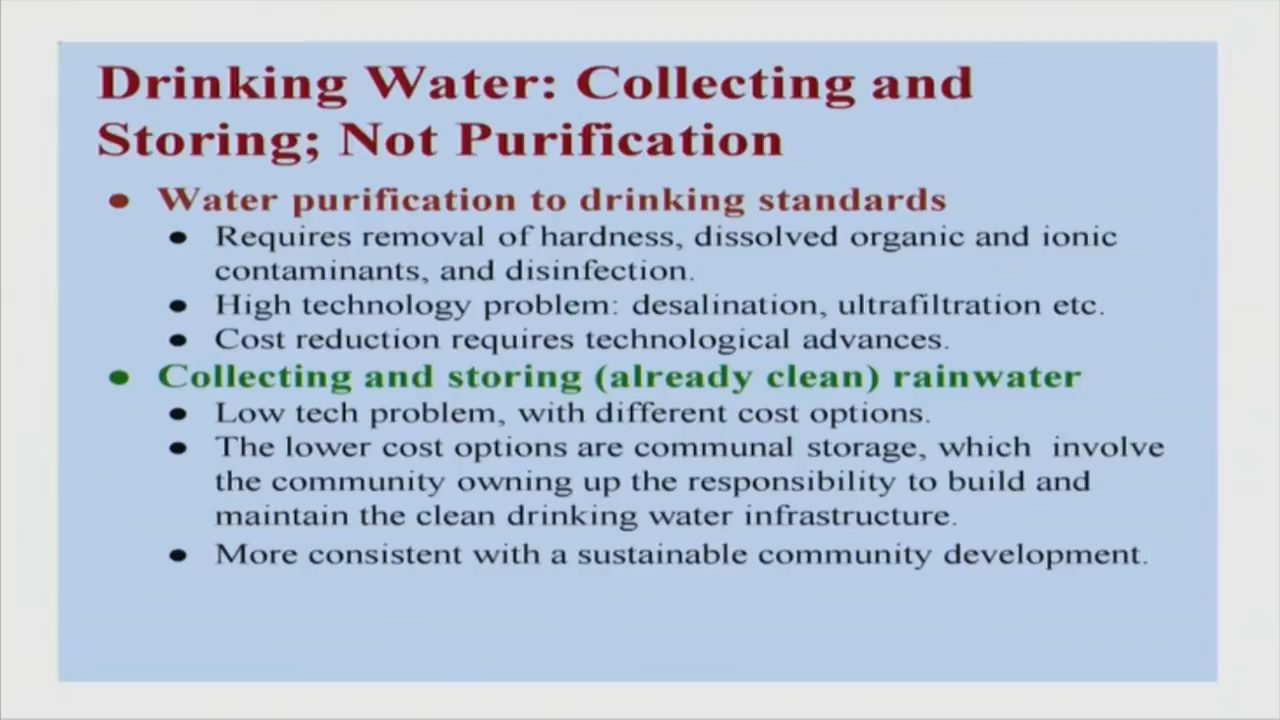 Drinking Water: Collecting and
Storing; Not Purification
● Water purification to drinking standards
● Requires removal of hardness, dissolved organic and ionic
contaminants, and disinfection.
● High technology problem: desalination, ultrafiltration etc.
● Cost reduction requires technological advances.
● Collecting and storing (already clean) rainwater
● Low tech problem, with different cost options.
● The lower cost options are communal storage, which involve
the community owning up the responsibility to build and
maintain the clean drinking water infrastructure.
● More consistent with a sustainable community development.